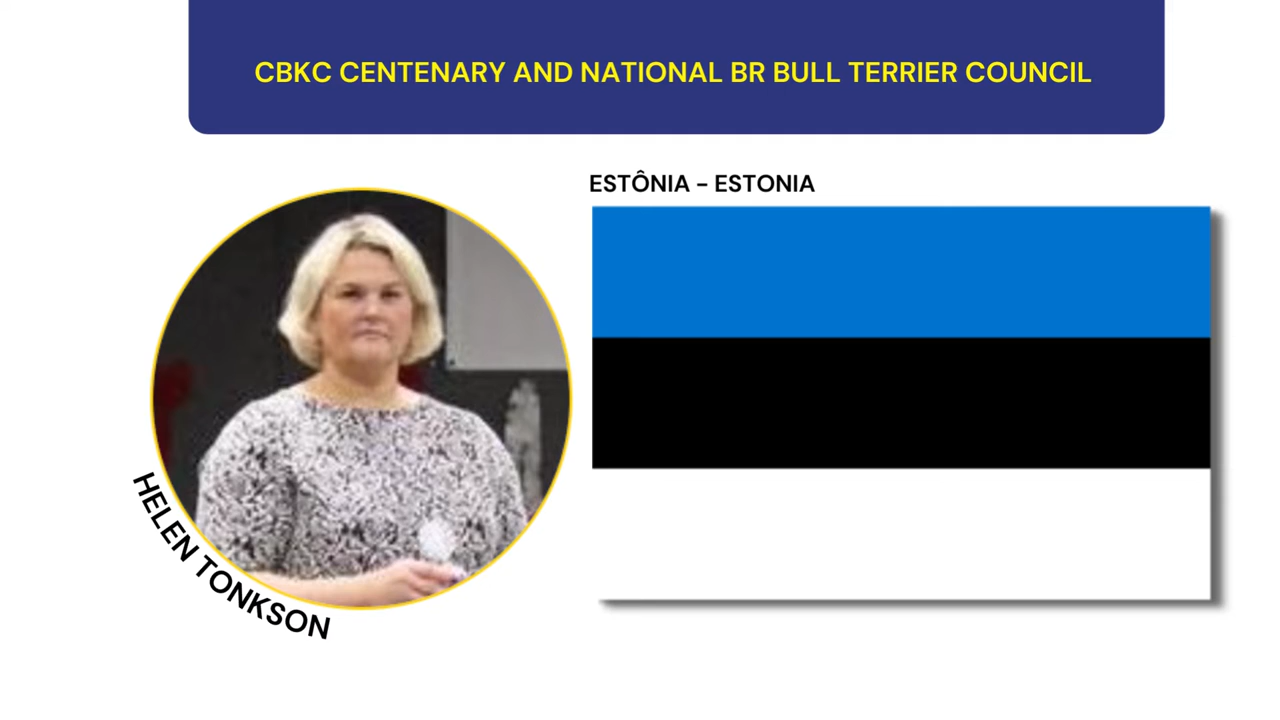 CBKC CENTENARY AND NATIONAL BR BULL TERRIER COUNCIL
ESTÔNIA - ESTONIA
HELEN TONKSON